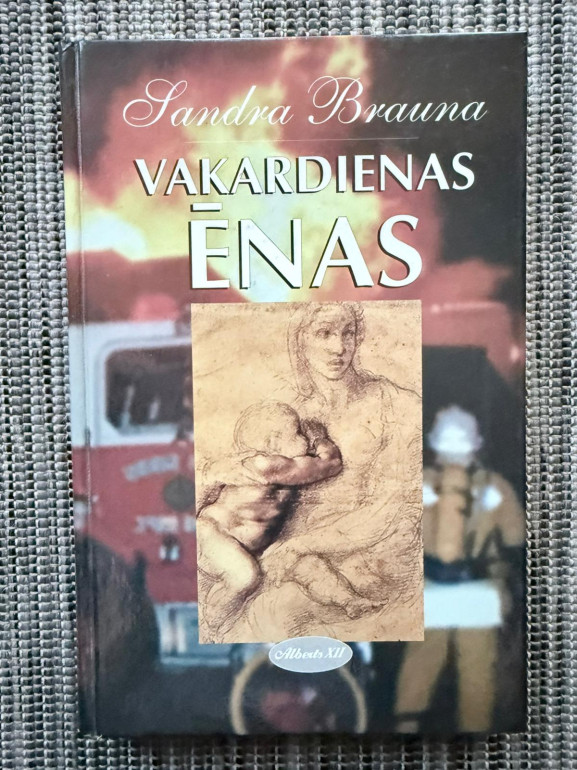 Sandra Brauna
VAKARDIENAS
ĒNAS
Alberts XII